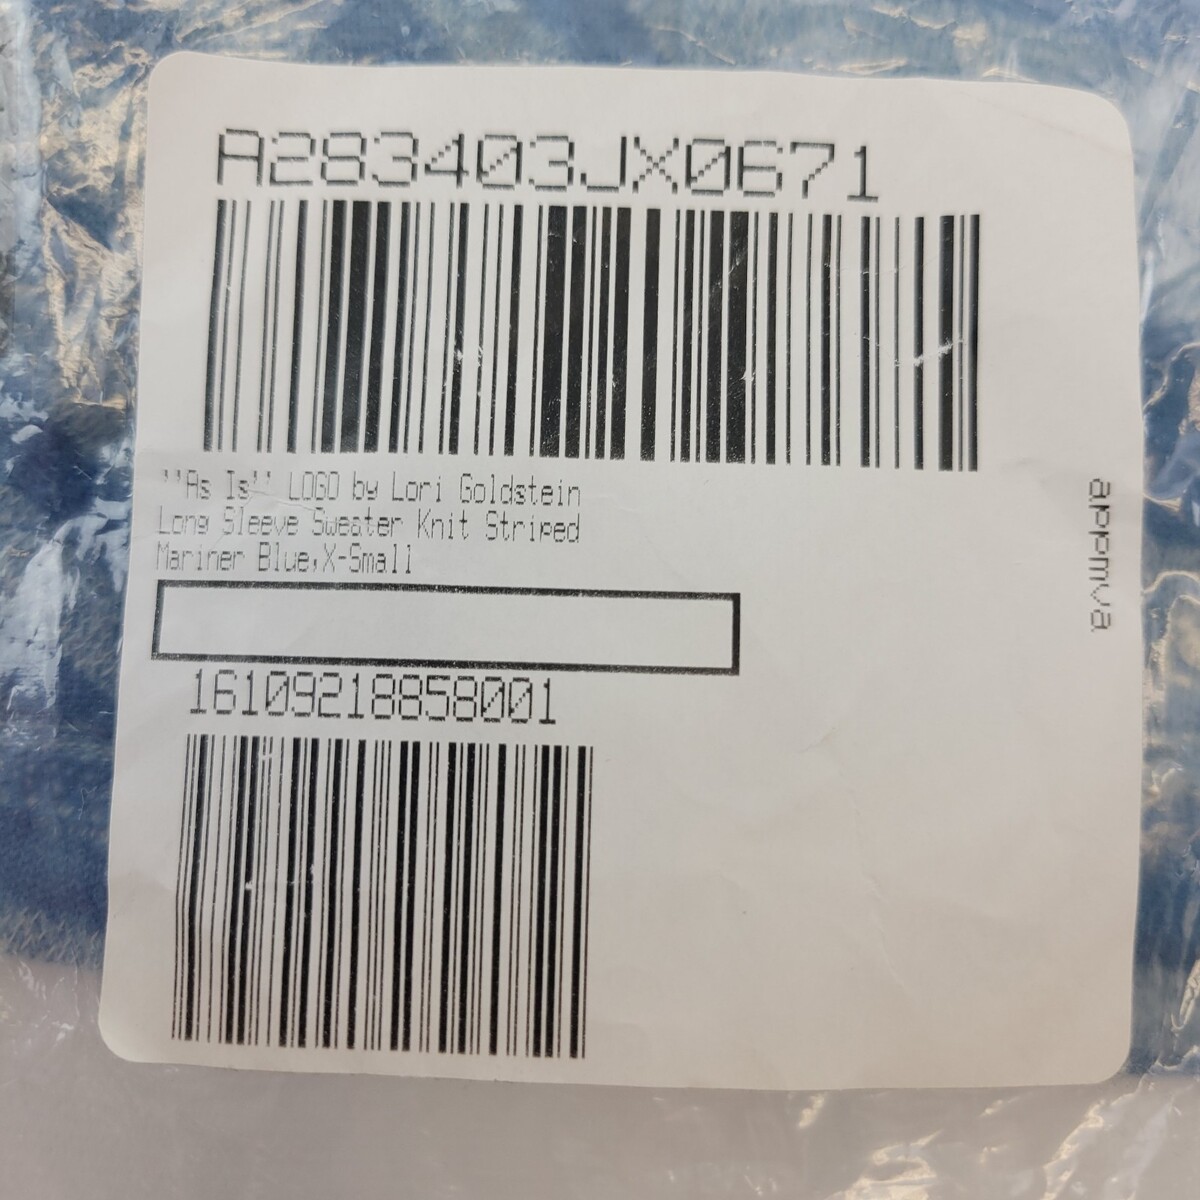 A283403JX0671
''As Is'' LOGO by Lori Goldstein
Long Sleeve Sweater Knit Striped
Mariner Blue,X-Small
16109218858001
appmva